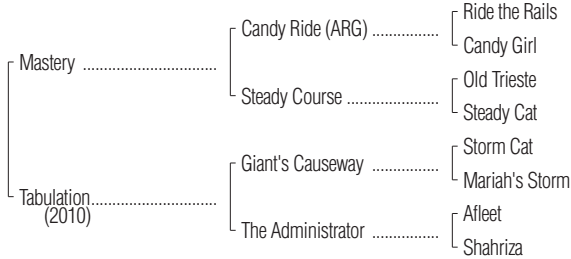 Ride the Rails
Candy Ride (ARG) ................
Candy Girl
Mastery ................................
Old Trieste
Steady Course ......................
Steady Cat
Storm Cat
Giant's Causeway ................
Mariah's Storm
Tabulation..............................
(2010)
Afleet
The Administrator ................
Shahriza